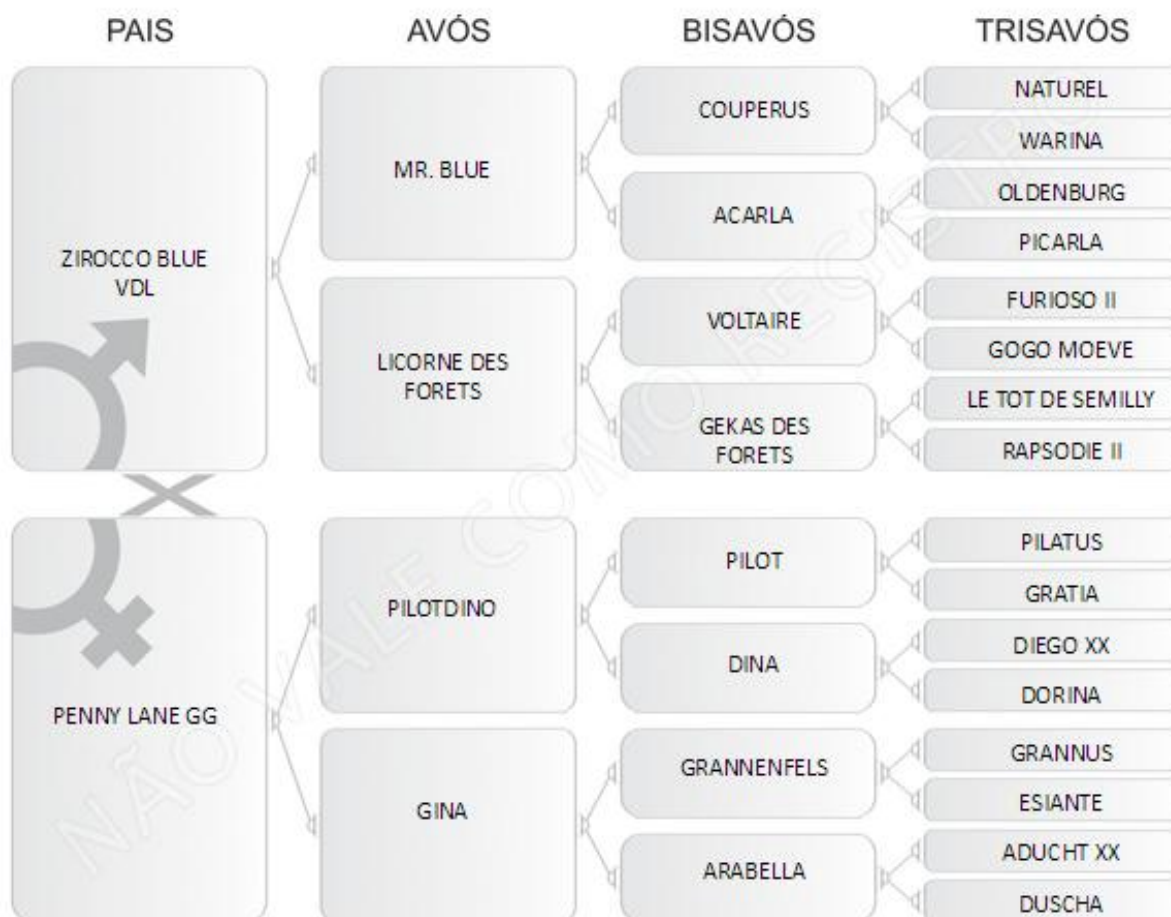 PAIS
AVÓS
BISAVÓS
TRISAVÓS
ZIROCCO BLUE
VDL
MR. BLUE
LICORNE DES
FORETS
COUPERUS
ACARLA
VOLTAIRE
GEKAS DES
FORETS
NATUREL
WARINA
OLDENBURG
PICARLA
FURIOSO II
GOGO MOEVE
LE TOT DE SEMILLY
RAPSODIE II
PENNY LANE GG
PILOTDINO
GINA
PILOT
DINA
GRANNENFELS
ARABELLA
PILATUS
GRATIA
DIEGO XX
DORINA
GRANNUS
ESIANTE
ADUCHT XX
DUSCHA
NÃO VALE COMO REGISTRO